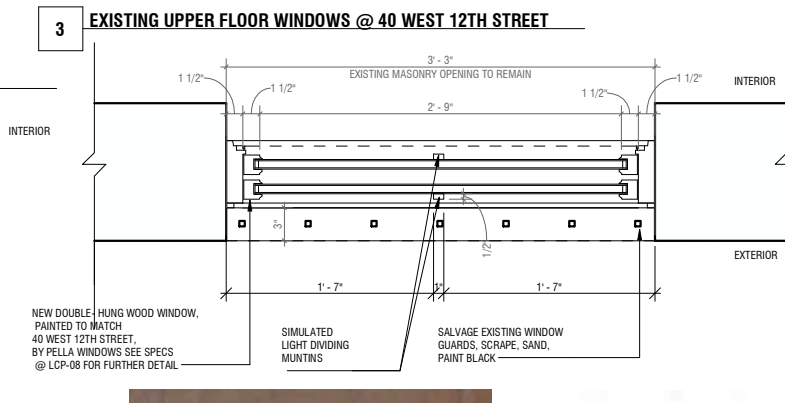 3
EXISTING UPPER FLOOR WINDOWS @ 40 WEST 12TH STREET
3' - 3"
EXISTING MASONRY OPENING TO REMAIN
1 1/2"
1 1/2"
2' - 9"
1 1/2"
1 1/2"
INTERIOR
INTERIOR
3"
1/2"
EXTERIOR
1' - 7"
1"
1' - 7"
NEW DOUBLE- HUNG WOOD WINDOW,
PAINTED TO MATCH
40 WEST 12TH STREET,
BY PELLA WINDOWS SEE SPECS
@ LCP-08 FOR FURTHER DETAIL
SIMULATED
LIGHT DIVIDING
MUNTINS
SALVAGE EXISTING WINDOW
GUARDS, SCRAPE, SAND,
PAINT BLACK